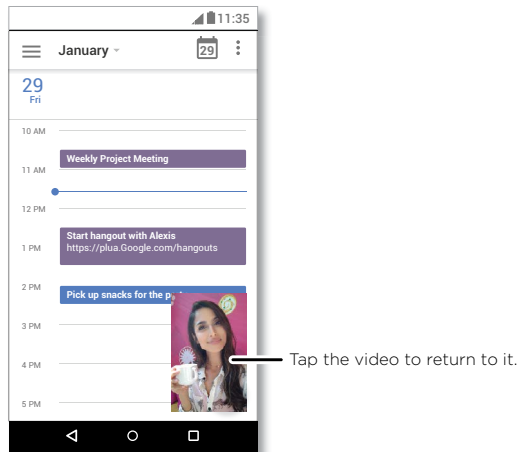 11:35
January
29
29
Fri
10 AM
Weekly Project Meeting
11 AM
12 PM
Start hangout with Alexis
https://plua.Google.com/hangouts
1 PM
2 PM
Pick up snacks for the
3 PM
Tap the video to return to it.
4 PM
5 PM